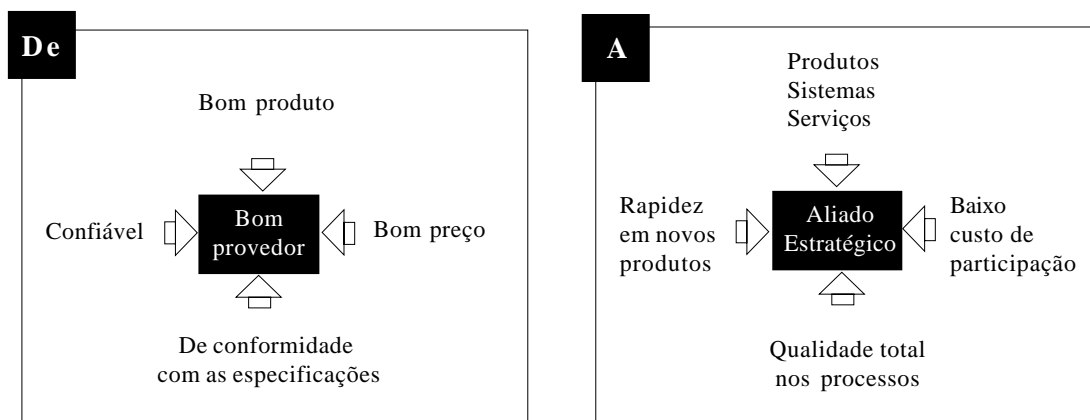 De
Bom produto
Confiável
Bom
provedor
Bom preço
De conformidade
com as especificações
A
Produtos
Sistemas
Serviços
Rapidez
em novos
produtos
Aliado
Estratégico
Baixo
custo de
participação
Qualidade total
nos processos